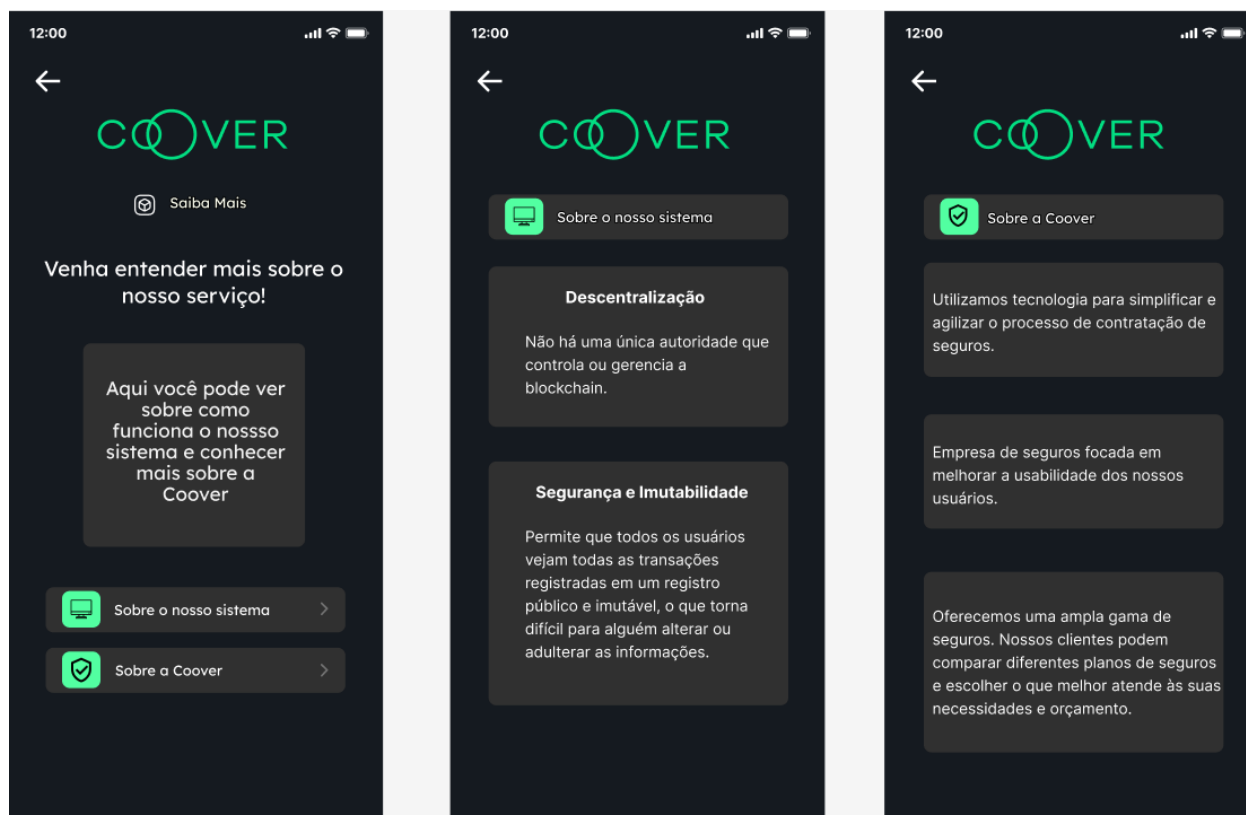 12:00
COOVER
Saiba Mais
Venha entender mais sobre o
nosso serviço!
Aqui você pode ver
sobre como
funciona o nossso
sistema e conhecer
mais sobre a
Coover
Sobre o nosso sistema
Sobre a Coover
12:00
COOVER
Sobre o nosso sistema
Descentralização
Não há uma única autoridade que
controla ou gerencia a
blockchain.
Segurança e Imutabilidade
Permite que todos os usuários
vejam todas as transações
registradas em um registro
público e imutável, o que torna
difícil para alguém alterar ou
adulterar as informações.
12:00
COOVER
Sobre a Coover
Utilizamos tecnologia para simplificar e
agilizar o processo de contratação de
seguros.
Empresa de seguros focada em
melhorar a usabilidade dos nossos
usuários.
Oferecemos uma ampla gama de
seguros. Nossos clientes podem
comparar diferentes planos de seguros
e escolher o que melhor atende às suas
necessidades e orçamento.